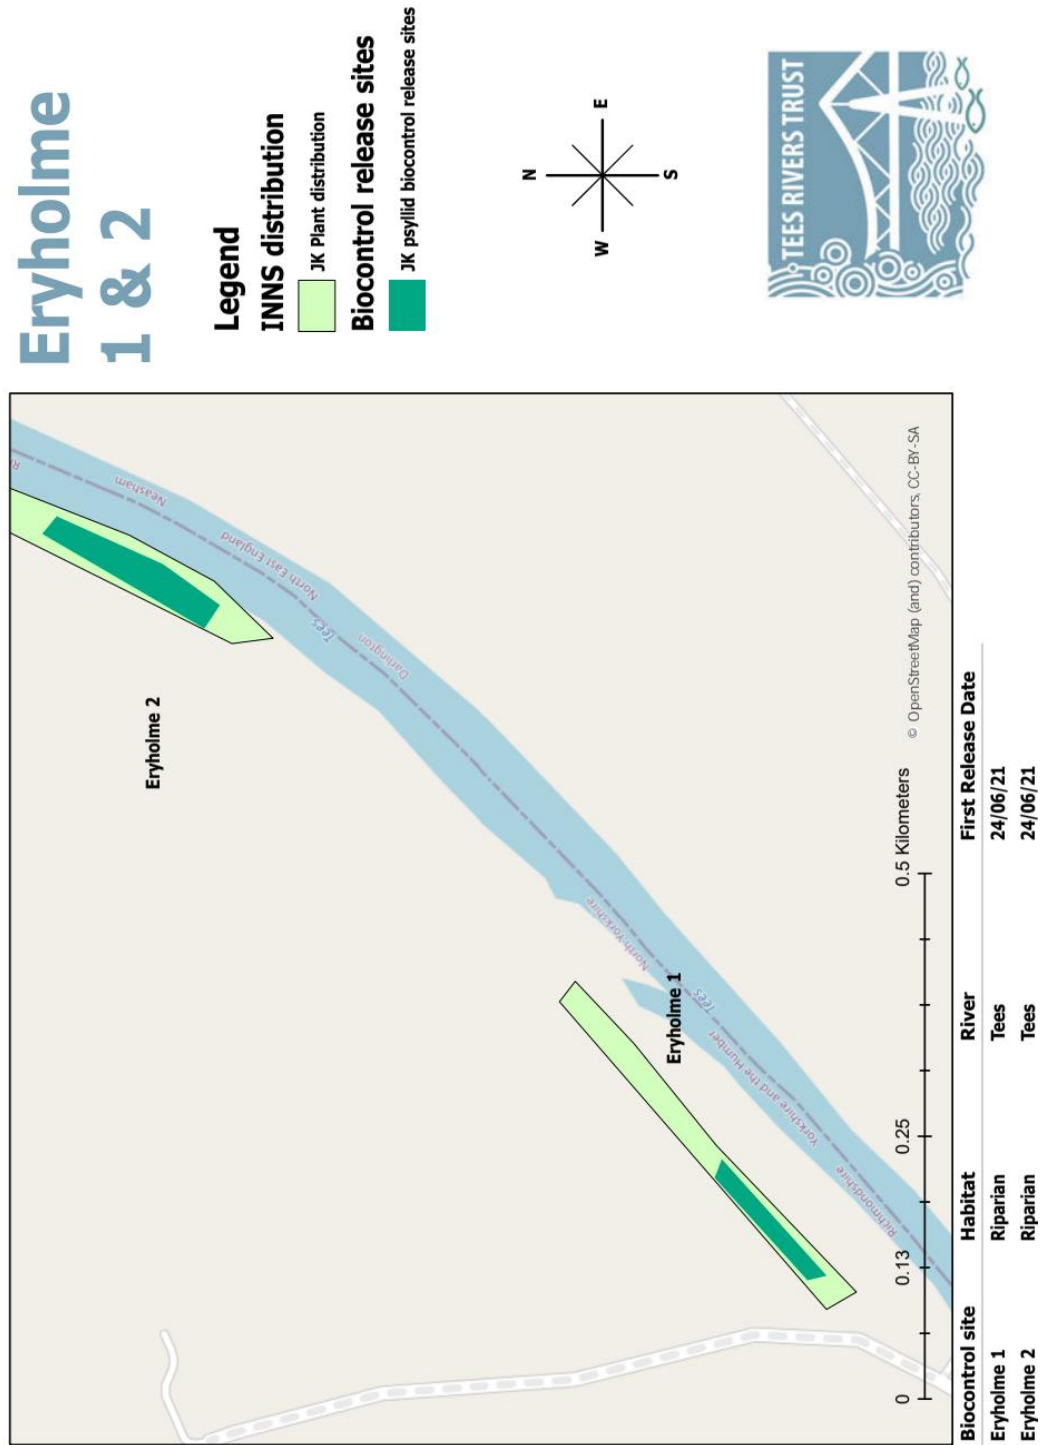 Eryholme
1 & 2
Legend
INNS distribution
JK Plant distribution
Biocontrol release sites
JK psyllid biocontrol release sites
N
W
E
S
TEES RIVERS TRUST
Neasham
North East England
Tees
Darlington
Eryholme 2
North Yorkshire
Eryholme 1
Tees
Yorkshire and the Humber
Richmondshire
© OpenStreetMap (and) contributors, CC-BY-SA
0 0.13 0.25 0.5 Kilometers
Biocontrol site Habitat River First Release Date
Eryholme 1 Riparian Tees 24/06/21
Eryholme 2 Riparian Tees 24/06/21